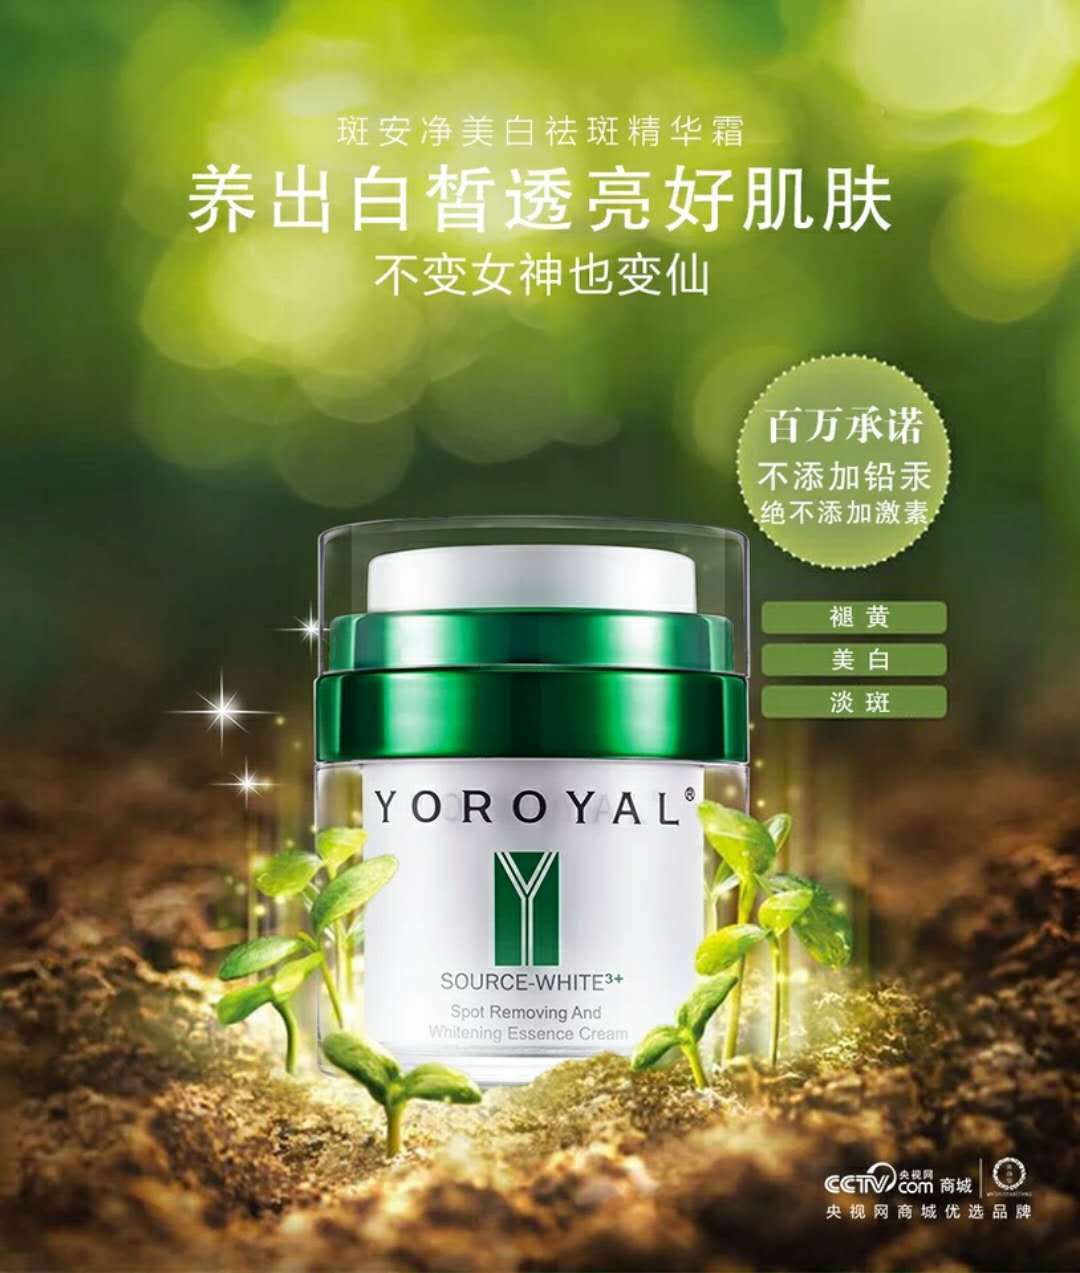 斑安净美白祛斑精华霜
养出白皙透亮好肌肤
不变女神也变仙
百万承诺
不添加铅汞
绝不添加激素
褪黄
美白
淡斑
YOROYAL®
Y
SOURCE-WHITE³⁺
Spot Removing And
Whitening Essence Cream
CCTV.com 央视网 商城
央视网商城优选品牌